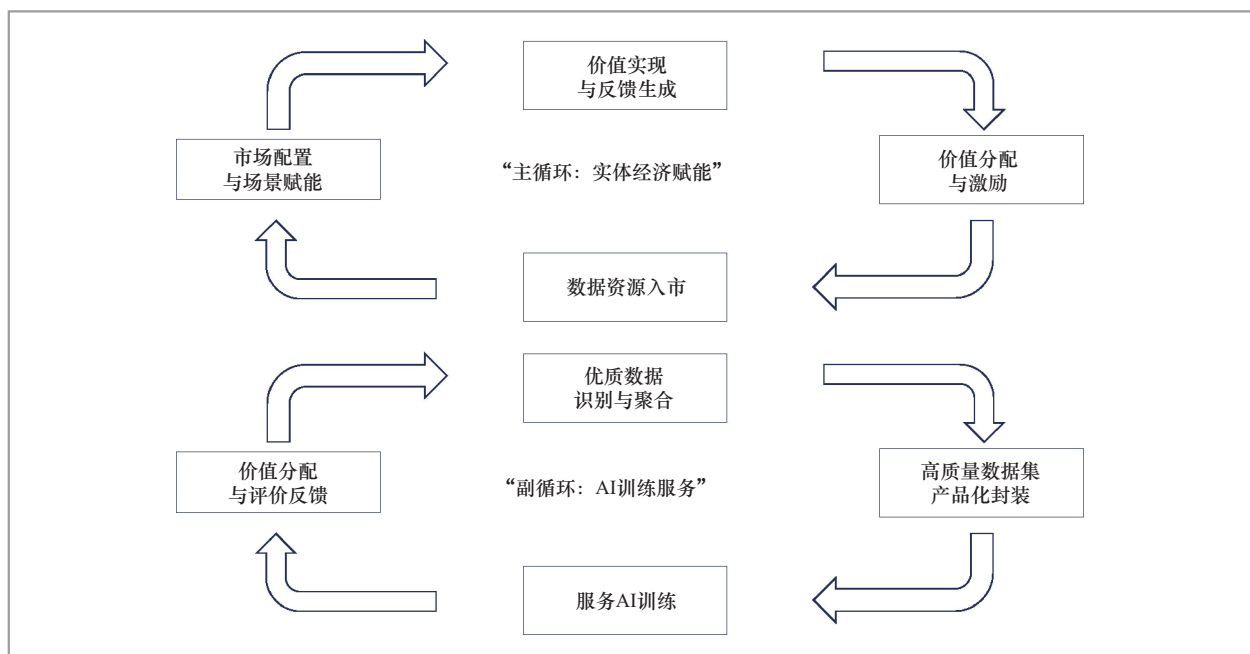 价值实现
与反馈生成
市场配置
与场景赋能
“主循环：实体经济赋能”
价值分配
与激励
数据资源入市
优质数据
识别与聚合
价值分配
与评价反馈
“副循环：AI训练服务”
高质量数据集
产品化封装
服务AI训练